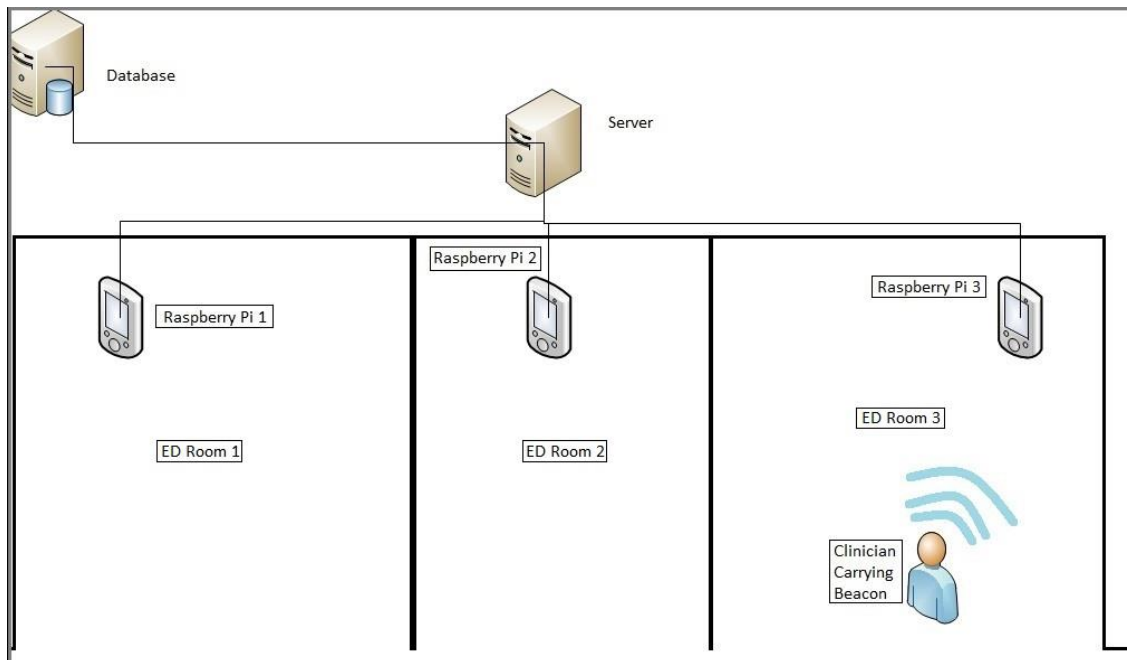 Database
Server
Raspberry Pi 2
Raspberry Pi 3
Raspberry Pi 1
ED Room 3
ED Room 1
ED Room 2
Clinician
Carrying
Beacon